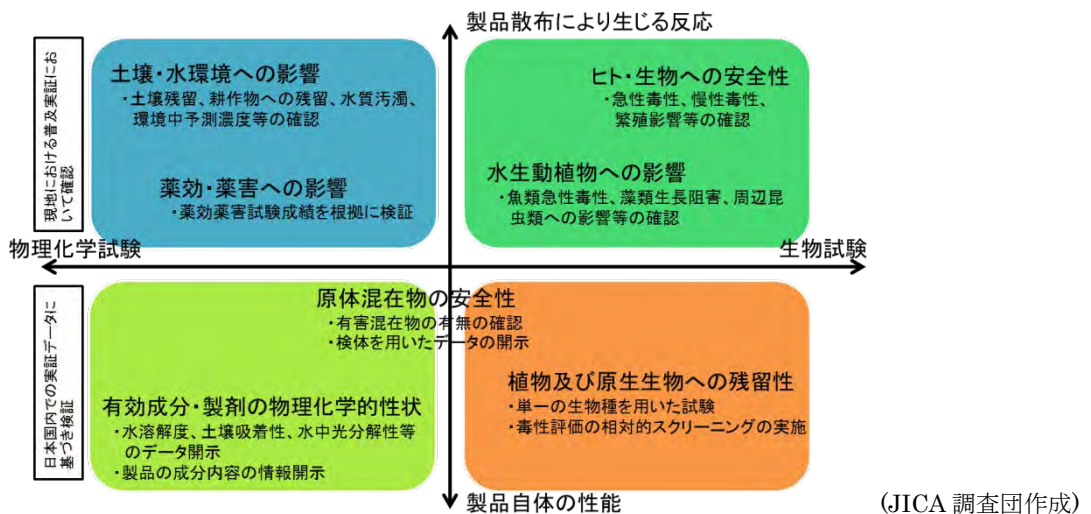 製品散布により生じる反応
現地における普及実証にお
いて確認
土壌・水環境への影響
・土壌残留、耕作物への残留、水質汚濁、
環境中予測濃度等の確認
薬効・薬害への影響
・薬効薬害試験成績を根拠に検証
ヒト・生物への安全性
・急性毒性、慢性毒性、
繁殖影響等の確認
水生動植物への影響
・魚類急性毒性、藻類生長阻害、周辺昆
虫類への影響等の確認
物理化学試験
生物試験
日本国内での実証データに
基づき検証
原体混在物の安全性
・有害混在物の有無の確認
・検体を用いたデータの開示
有効成分・製剤の物理化学的性状
・水溶解度、土壌吸着性、水中光分解性等
のデータ開示
・製品の成分内容の情報開示
植物及び原生生物への残留性
・単一の生物種を用いた試験
・毒性評価の相対的スクリーニングの実施
製品自体の性能
(JICA 調査団作成)